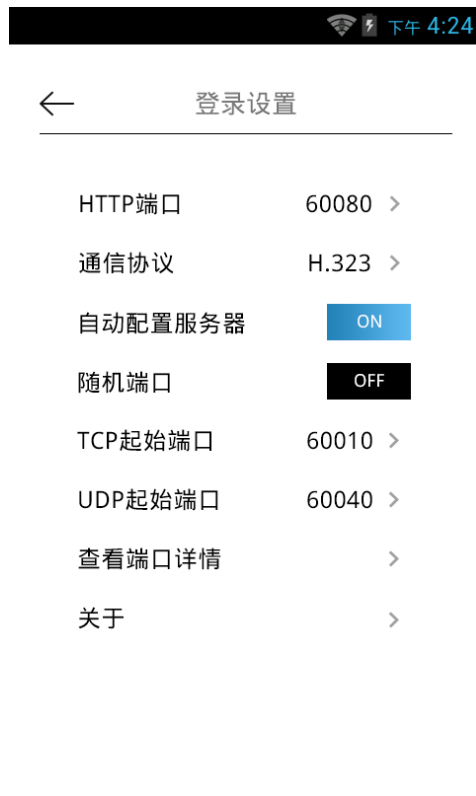 下午 4:24
登录设置
HTTP端口 60080
通信协议 H.323
自动配置服务器 ON
随机端口 OFF
TCP起始端口 60010
UDP起始端口 60040
查看端口详情
关于